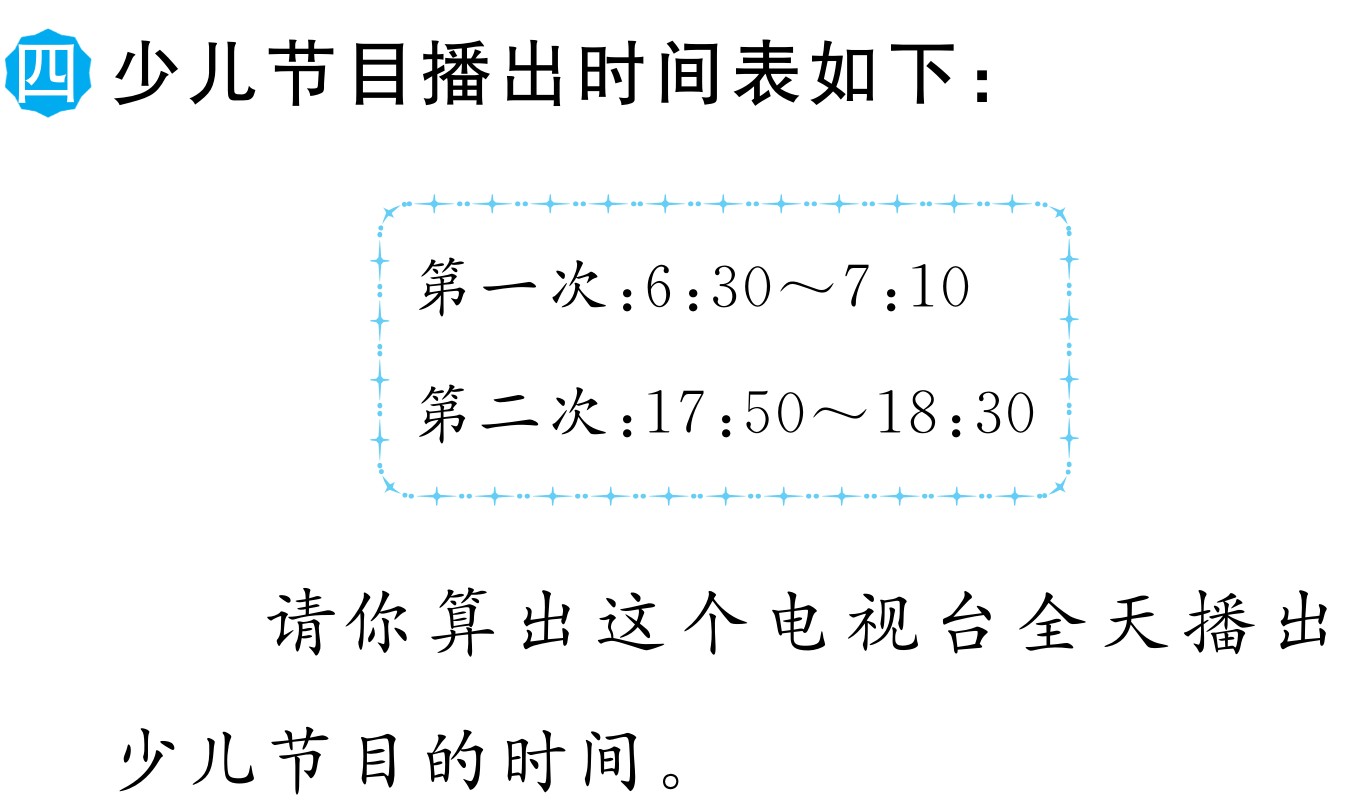 四 少儿节目播出时间表如下:
第一次:6:30~7:10
第二次:17:50~18:30
请你算出这个电视台全天播出
少儿节目的时间。